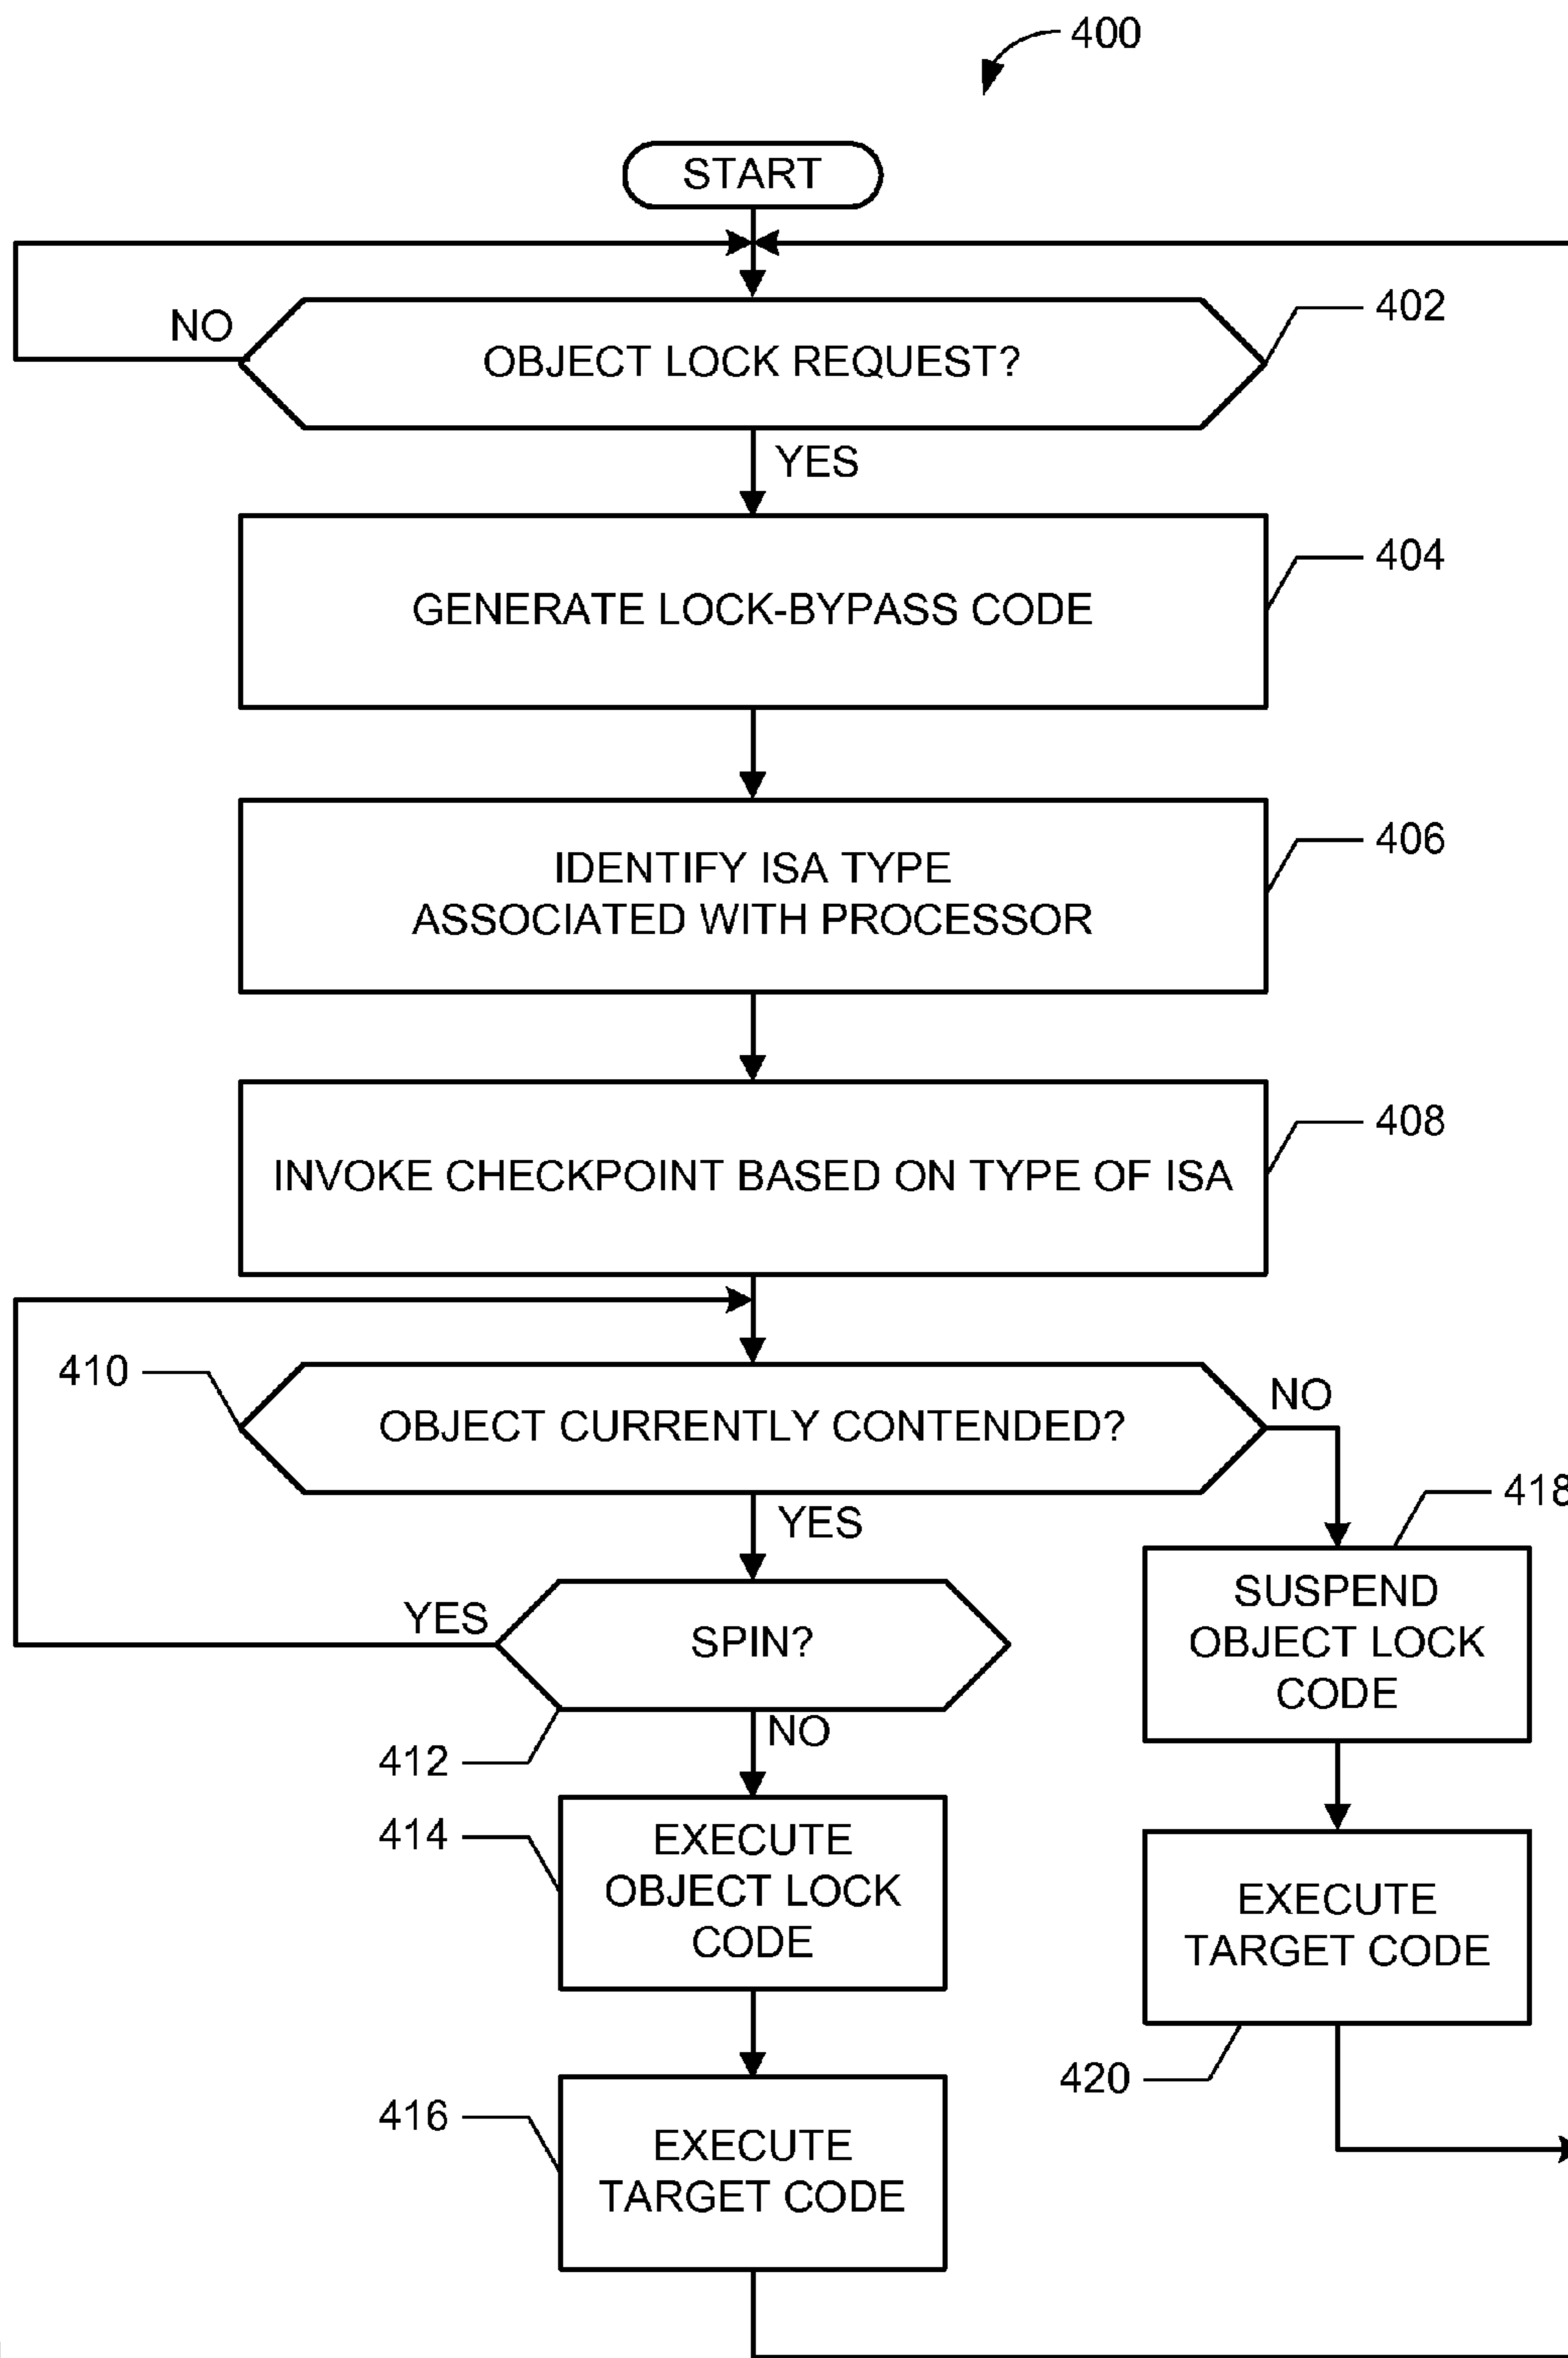 400
START
NO
OBJECT LOCK REQUEST?
402
YES
GENERATE LOCK-BYPASS CODE
404
IDENTIFY ISA TYPE
ASSOCIATED WITH PROCESSOR
406
INVOKE CHECKPOINT BASED ON TYPE OF ISA
408
410
OBJECT CURRENTLY CONTENDED?
NO
YES
418
YES
SPIN?
SUSPEND
OBJECT LOCK
CODE
412
NO
414
EXECUTE
OBJECT LOCK
CODE
EXECUTE
TARGET CODE
420
416
EXECUTE
TARGET CODE